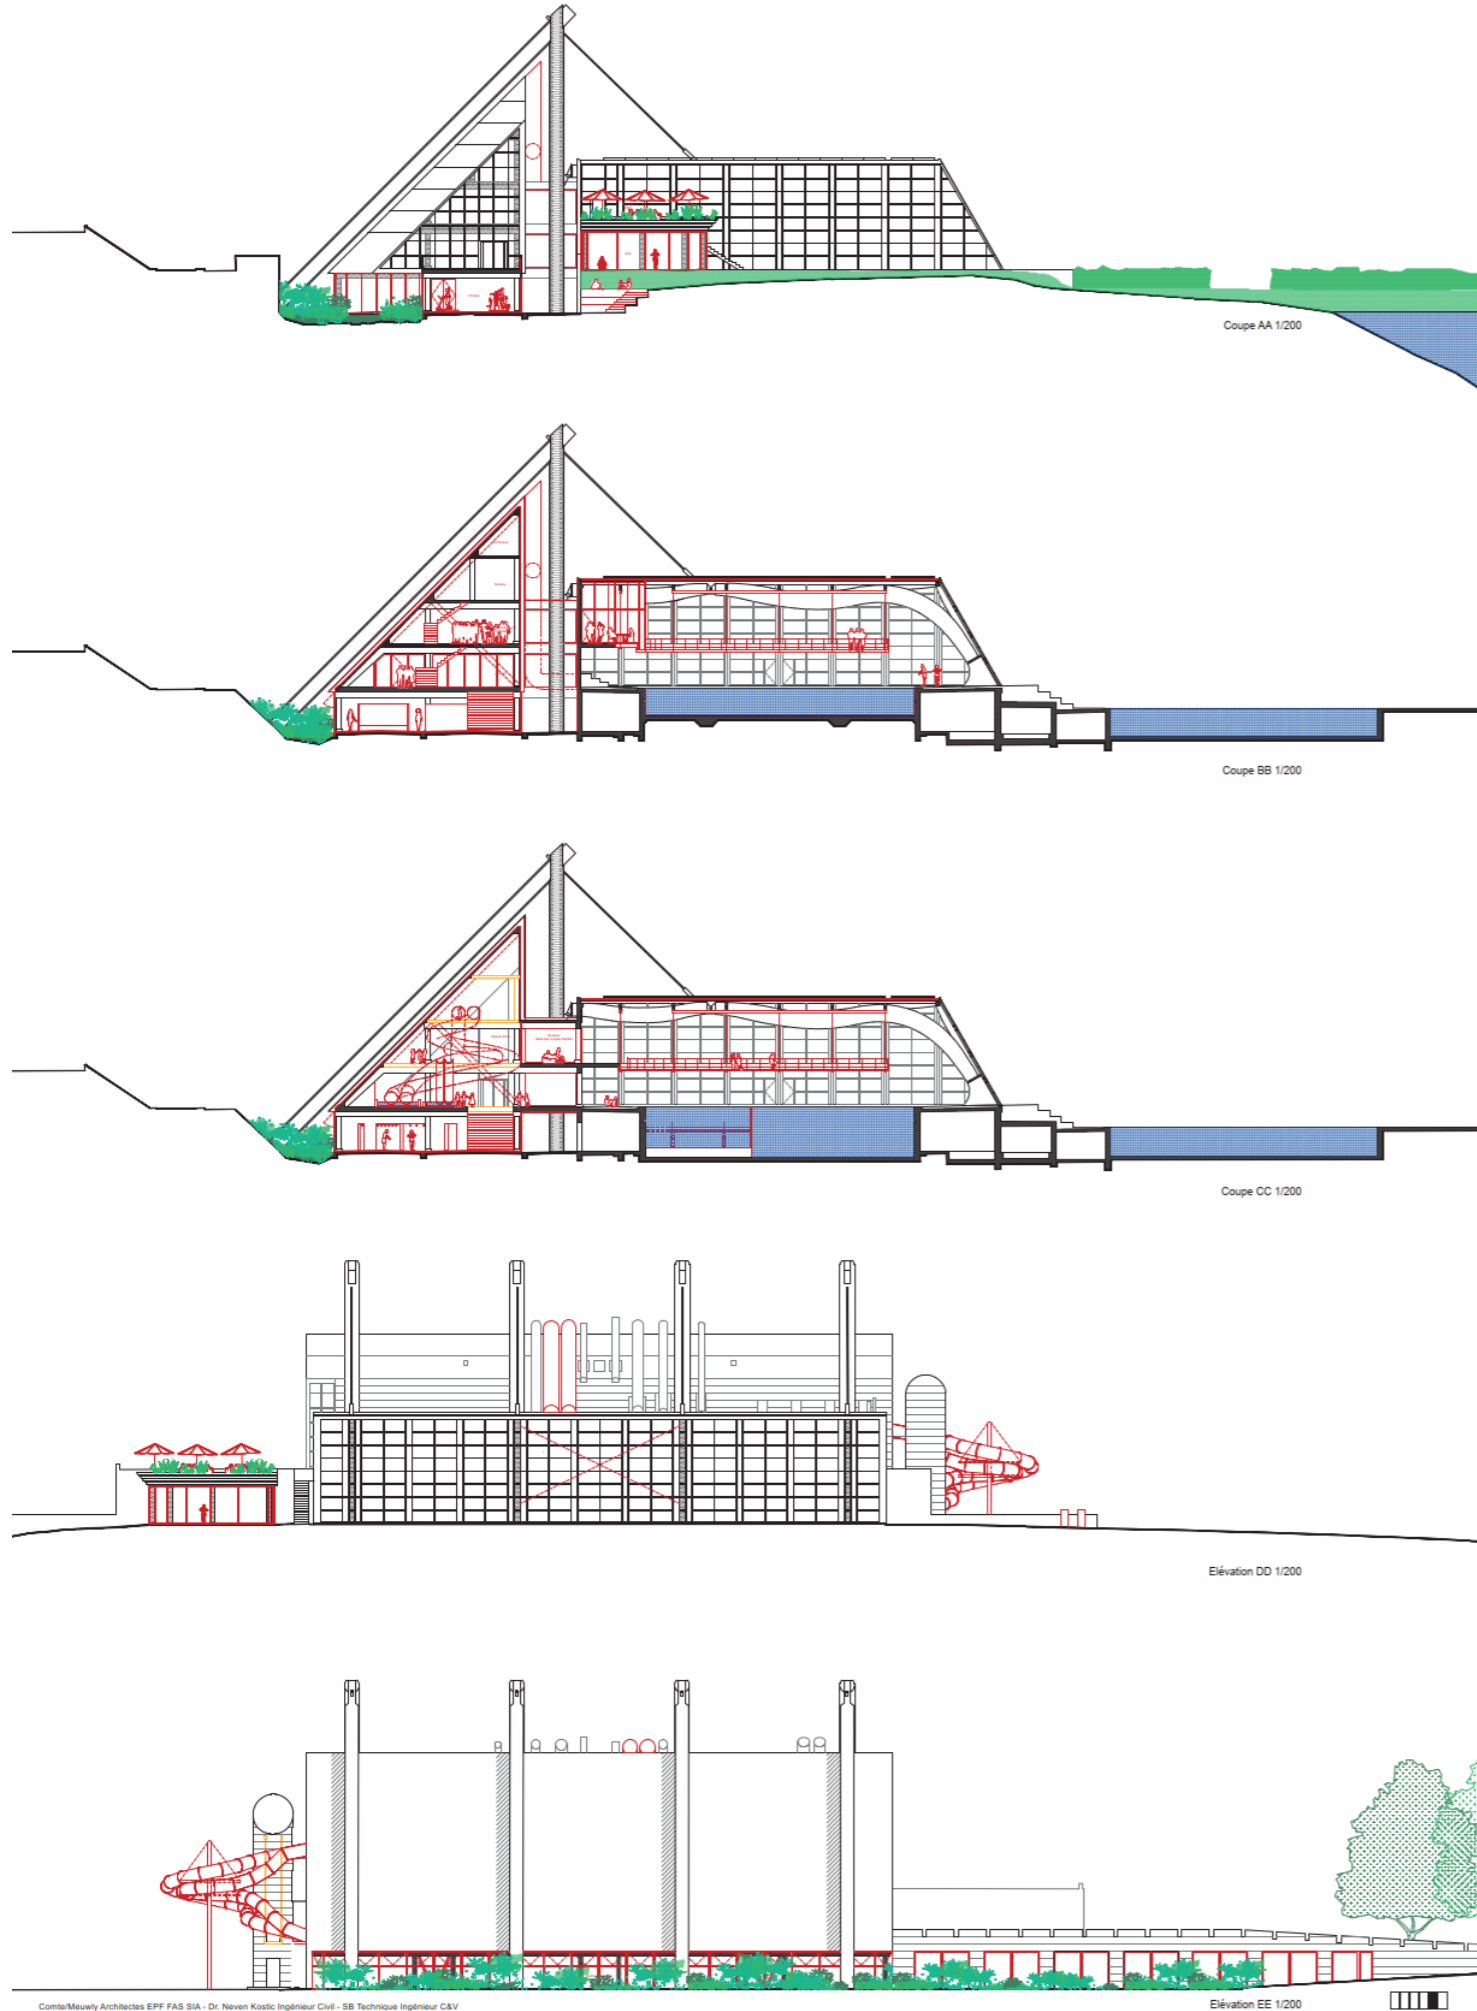 Coupe AA 1/200
Coupe BB 1/200
Coupe CC 1/200
Elévation DD 1/200
Elévation EE 1/200
Comte/Meuwly Architectes EPF FAS SIA - Dr. Neven Kostic Ingénieur Civil - SB Technique Ingénieur C&V